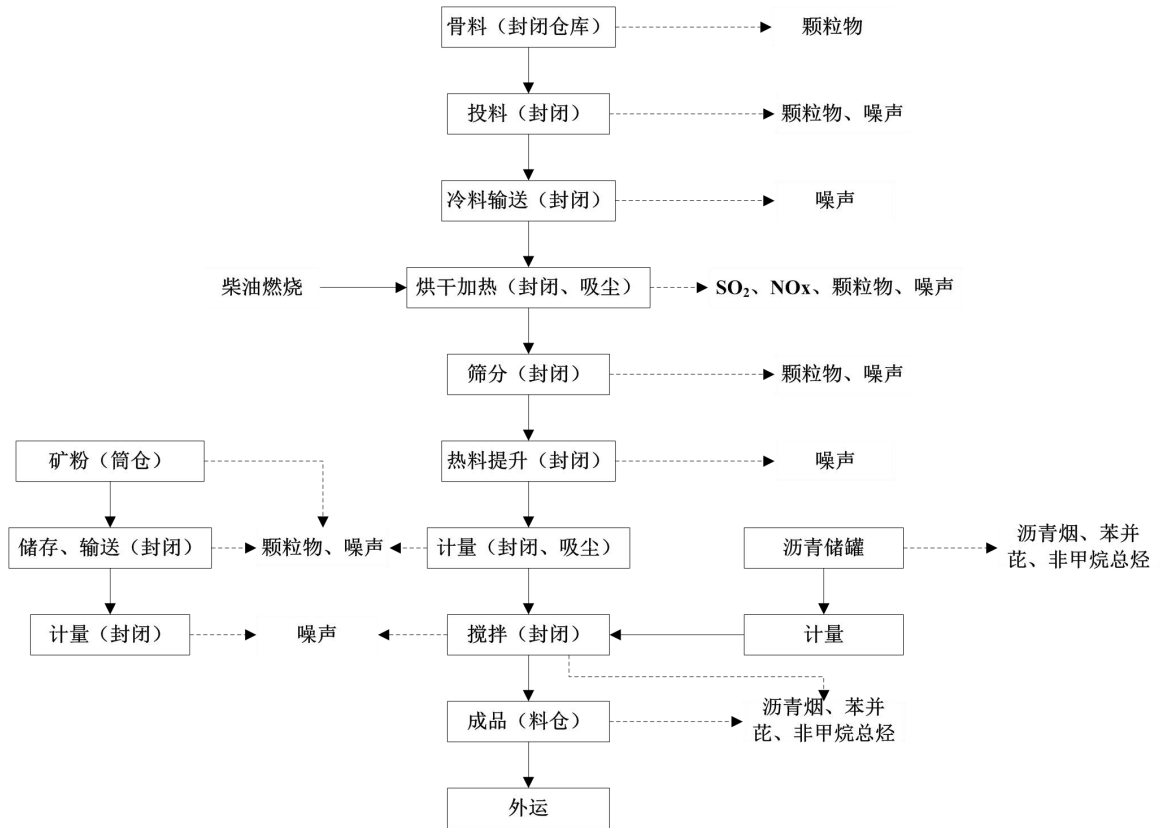 骨料（封闭仓库）
颗粒物
投料（封闭）
颗粒物、噪声
冷料输送（封闭）
噪声
柴油燃烧
烘干加热（封闭、吸尘）
SO₂、NOx、颗粒物、噪声
筛分（封闭）
颗粒物、噪声
矿粉（筒仓）
热料提升（封闭）
噪声
储存、输送（封闭）
颗粒物、噪声
计量（封闭、吸尘）
沥青储罐
沥青烟、苯并
芘、非甲烷总烃
计量（封闭）
噪声
搅拌（封闭）
计量
成品（料仓）
沥青烟、苯并
芘、非甲烷总烃
外运